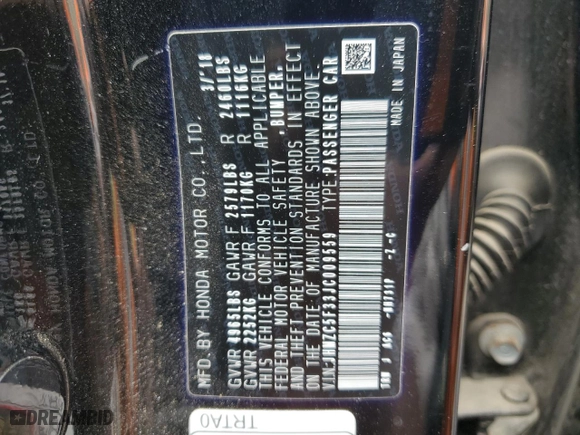 MFD.BY HONDA MOTOR CO.,LTD. 3/'18
GVWR 4965LBS GAWR F 2579LBS R 2460LBS
GVWR 2252KG GAWR F 1170KG R 1116KG
THIS VEHICLE CONFORMS TO ALL APPLICABLE
FEDERAL MOTOR VEHICLE SAFETY ,BUMPER,
AND THEFT PREVENTION STANDARDS IN EFFECT
ON THE DATE OF MANUFACTURE SHOWN ABOVE.
VIN:JHMZC5F33JC009559 TYPE:PASSENGER CAR
-Z -G MADE IN JAPAN
TRTA0
DREAMBID